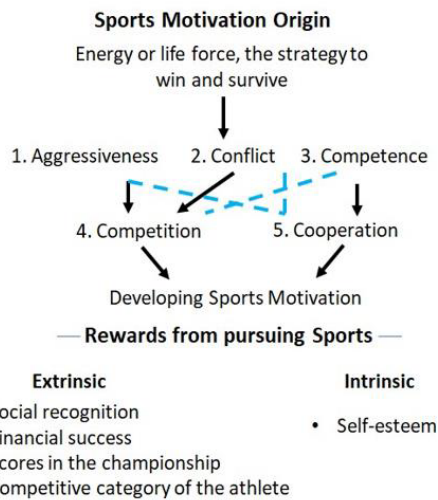 Sports Motivation Origin
Energy or life force, the strategy to
win and survive
1. Aggressiveness 2. Conflict 3. Competence
4. Competition 5. Cooperation
Developing Sports Motivation
Rewards from pursuing Sports
Extrinsic Intrinsic
ocial recognition
• Self-esteem
inancial success
cores in the championship
ompetitive category of the athlete